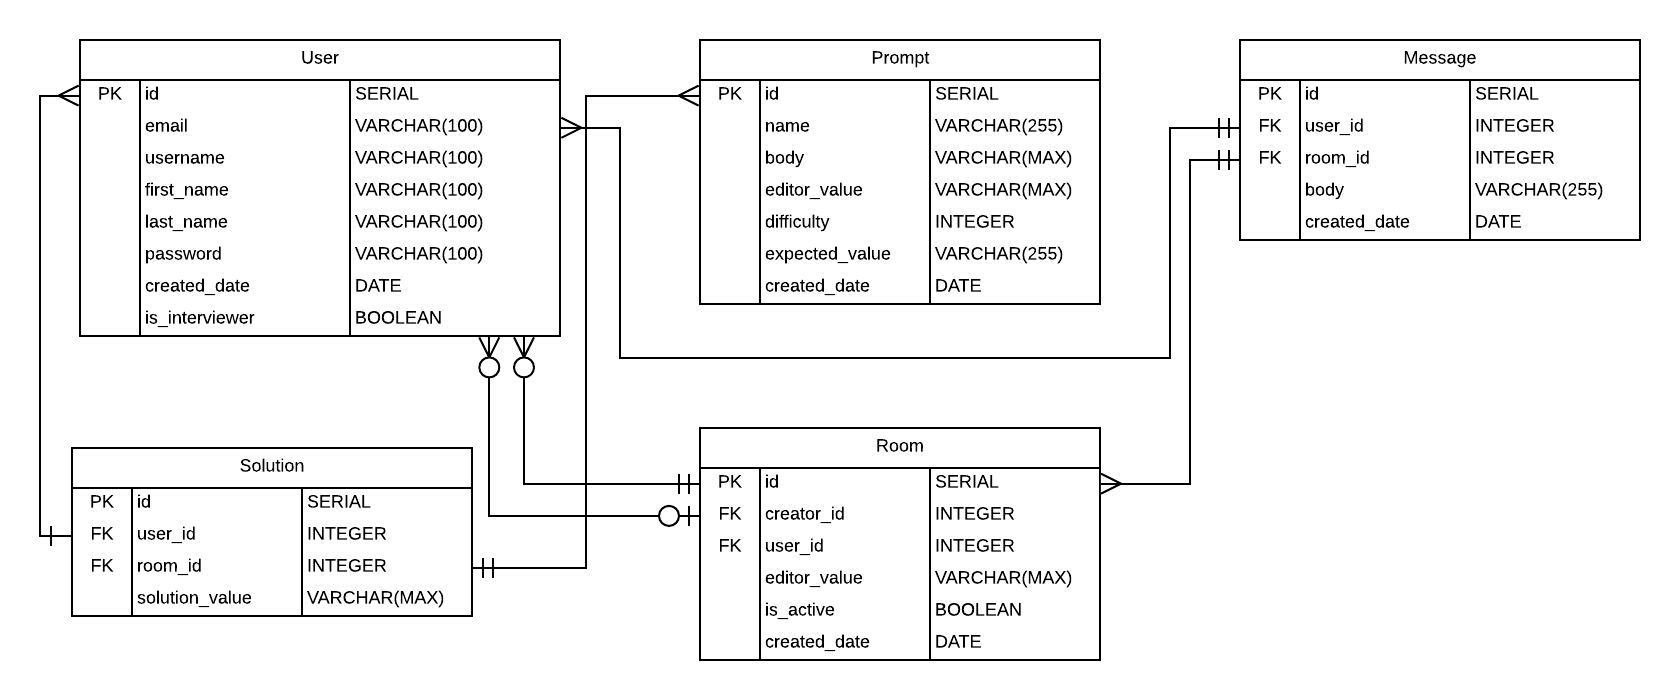 User
PK id SERIAL
email VARCHAR(100)
username VARCHAR(100)
first_name VARCHAR(100)
last_name VARCHAR(100)
password VARCHAR(100)
created_date DATE
is_interviewer BOOLEAN
Prompt
PK id SERIAL
name VARCHAR(255)
body VARCHAR(MAX)
editor_value VARCHAR(MAX)
difficulty INTEGER
expected_value VARCHAR(255)
created_date DATE
Message
PK id SERIAL
FK user_id INTEGER
FK room_id INTEGER
body VARCHAR(255)
created_date DATE
Solution
PK id SERIAL
FK user_id INTEGER
FK room_id INTEGER
solution_value VARCHAR(MAX)
Room
PK id SERIAL
FK creator_id INTEGER
FK user_id INTEGER
editor_value VARCHAR(MAX)
is_active BOOLEAN
created_date DATE